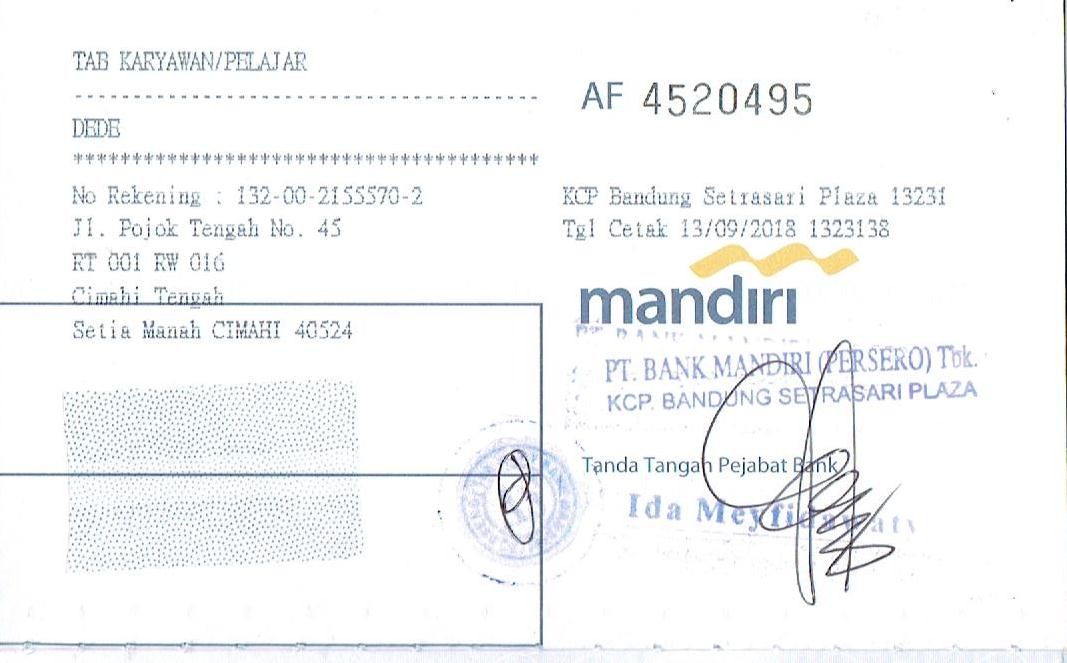 TAB KARYAWAN/PELAJAR
----------------------------------------
DEDE
****************************************
No Rekening : 132-00-2155570-2
Jl. Pojok Tengah No. 45
RT 001 RW 016
Cimahi Tengah
Setia Manah CIMAHI 40524
AF 4520495
KCP Bandung Setrasari Plaza 13231
Tgl Cetak 13/09/2018 1323138
mandiri
PT. BANK MANDIRI (PERSERO) Tbk.
KCP. BANDUNG SETRASARI PLAZA
Tanda Tangan Pejabat Bank
Ida